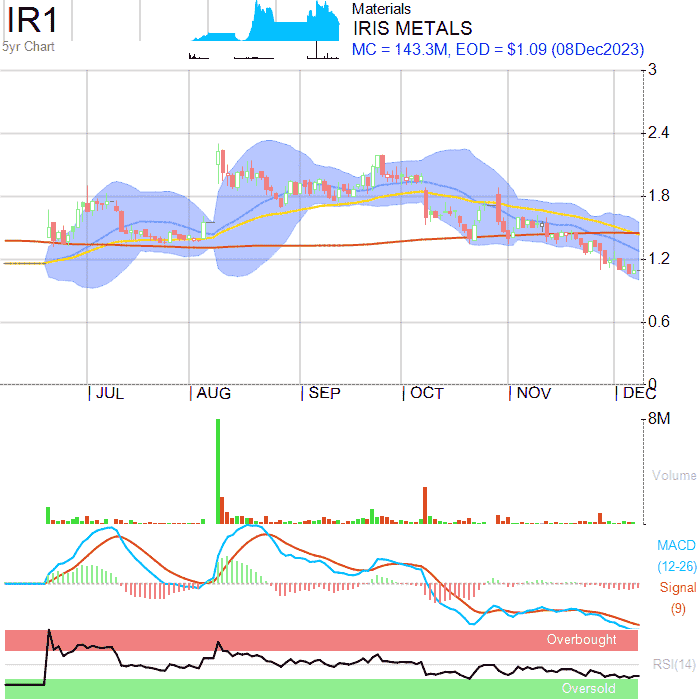 IR1
5yr Chart
Materials
IRIS METALS
MC = 143.3M, EOD = $1.09 (08Dec2023)
3
2.4
1.8
1.2
0.6
0
JUL AUG SEP OCT NOV DEC
8M
Volume
MACD
(12-26)
Signal
(9)
Overbought
RSI(14)
Oversold